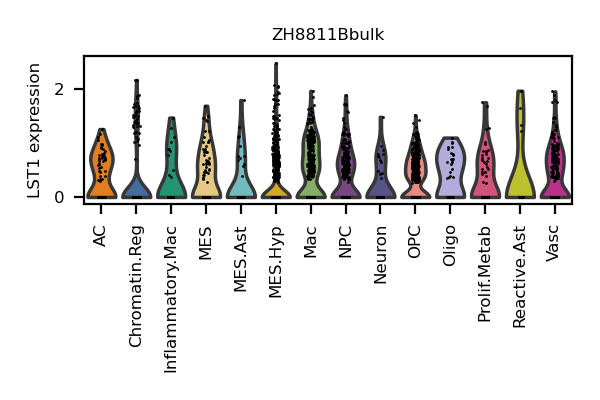 ZH8811Bbulk
LST1 expression
2
0
AC
Chromatin.Reg
Inflammatory.Mac
MES
MES.Ast
MES.Hyp
Mac
NPC
Neuron
OPC
Oligo
Prolif.Metab
Reactive.Ast
Vasc